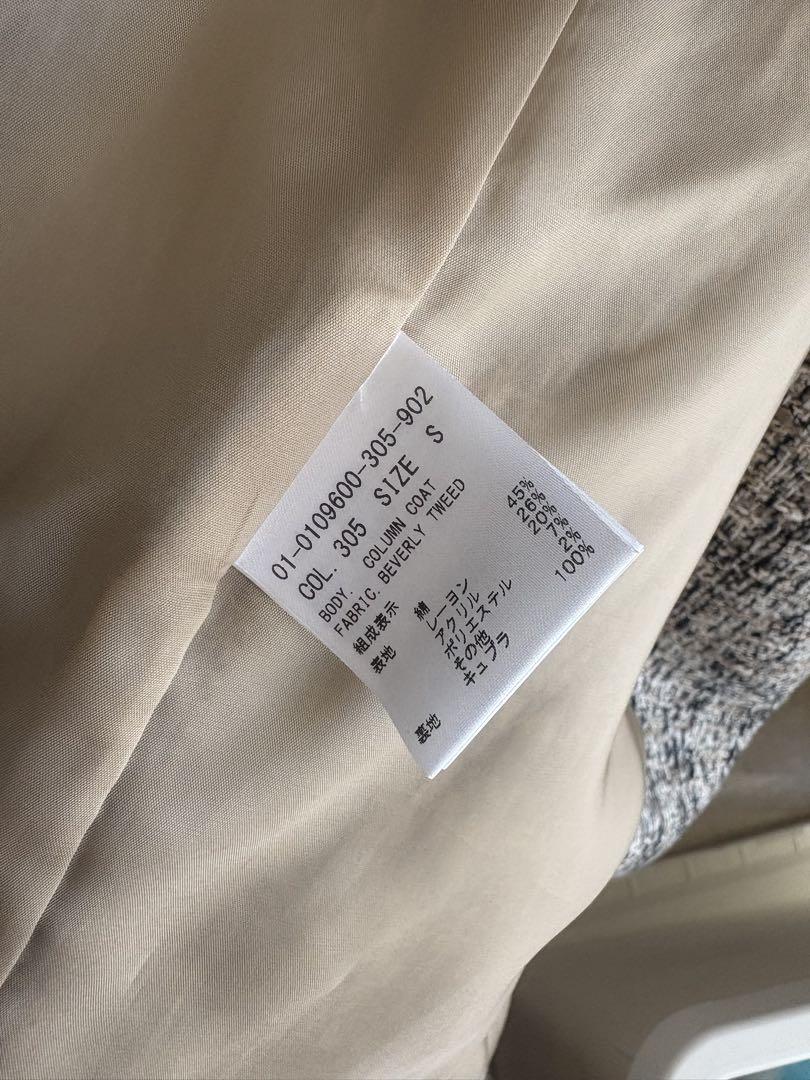 01-0109600-305-902
COL. 305 SIZE S
BODY. COLUMN COAT
FABRIC. BEVERLY TWEED
組成表示
表地 綿 45%
レーヨン 26%
アクリル 20%
ポリエステル 7%
その他 2%
裏地 キュプラ 100%